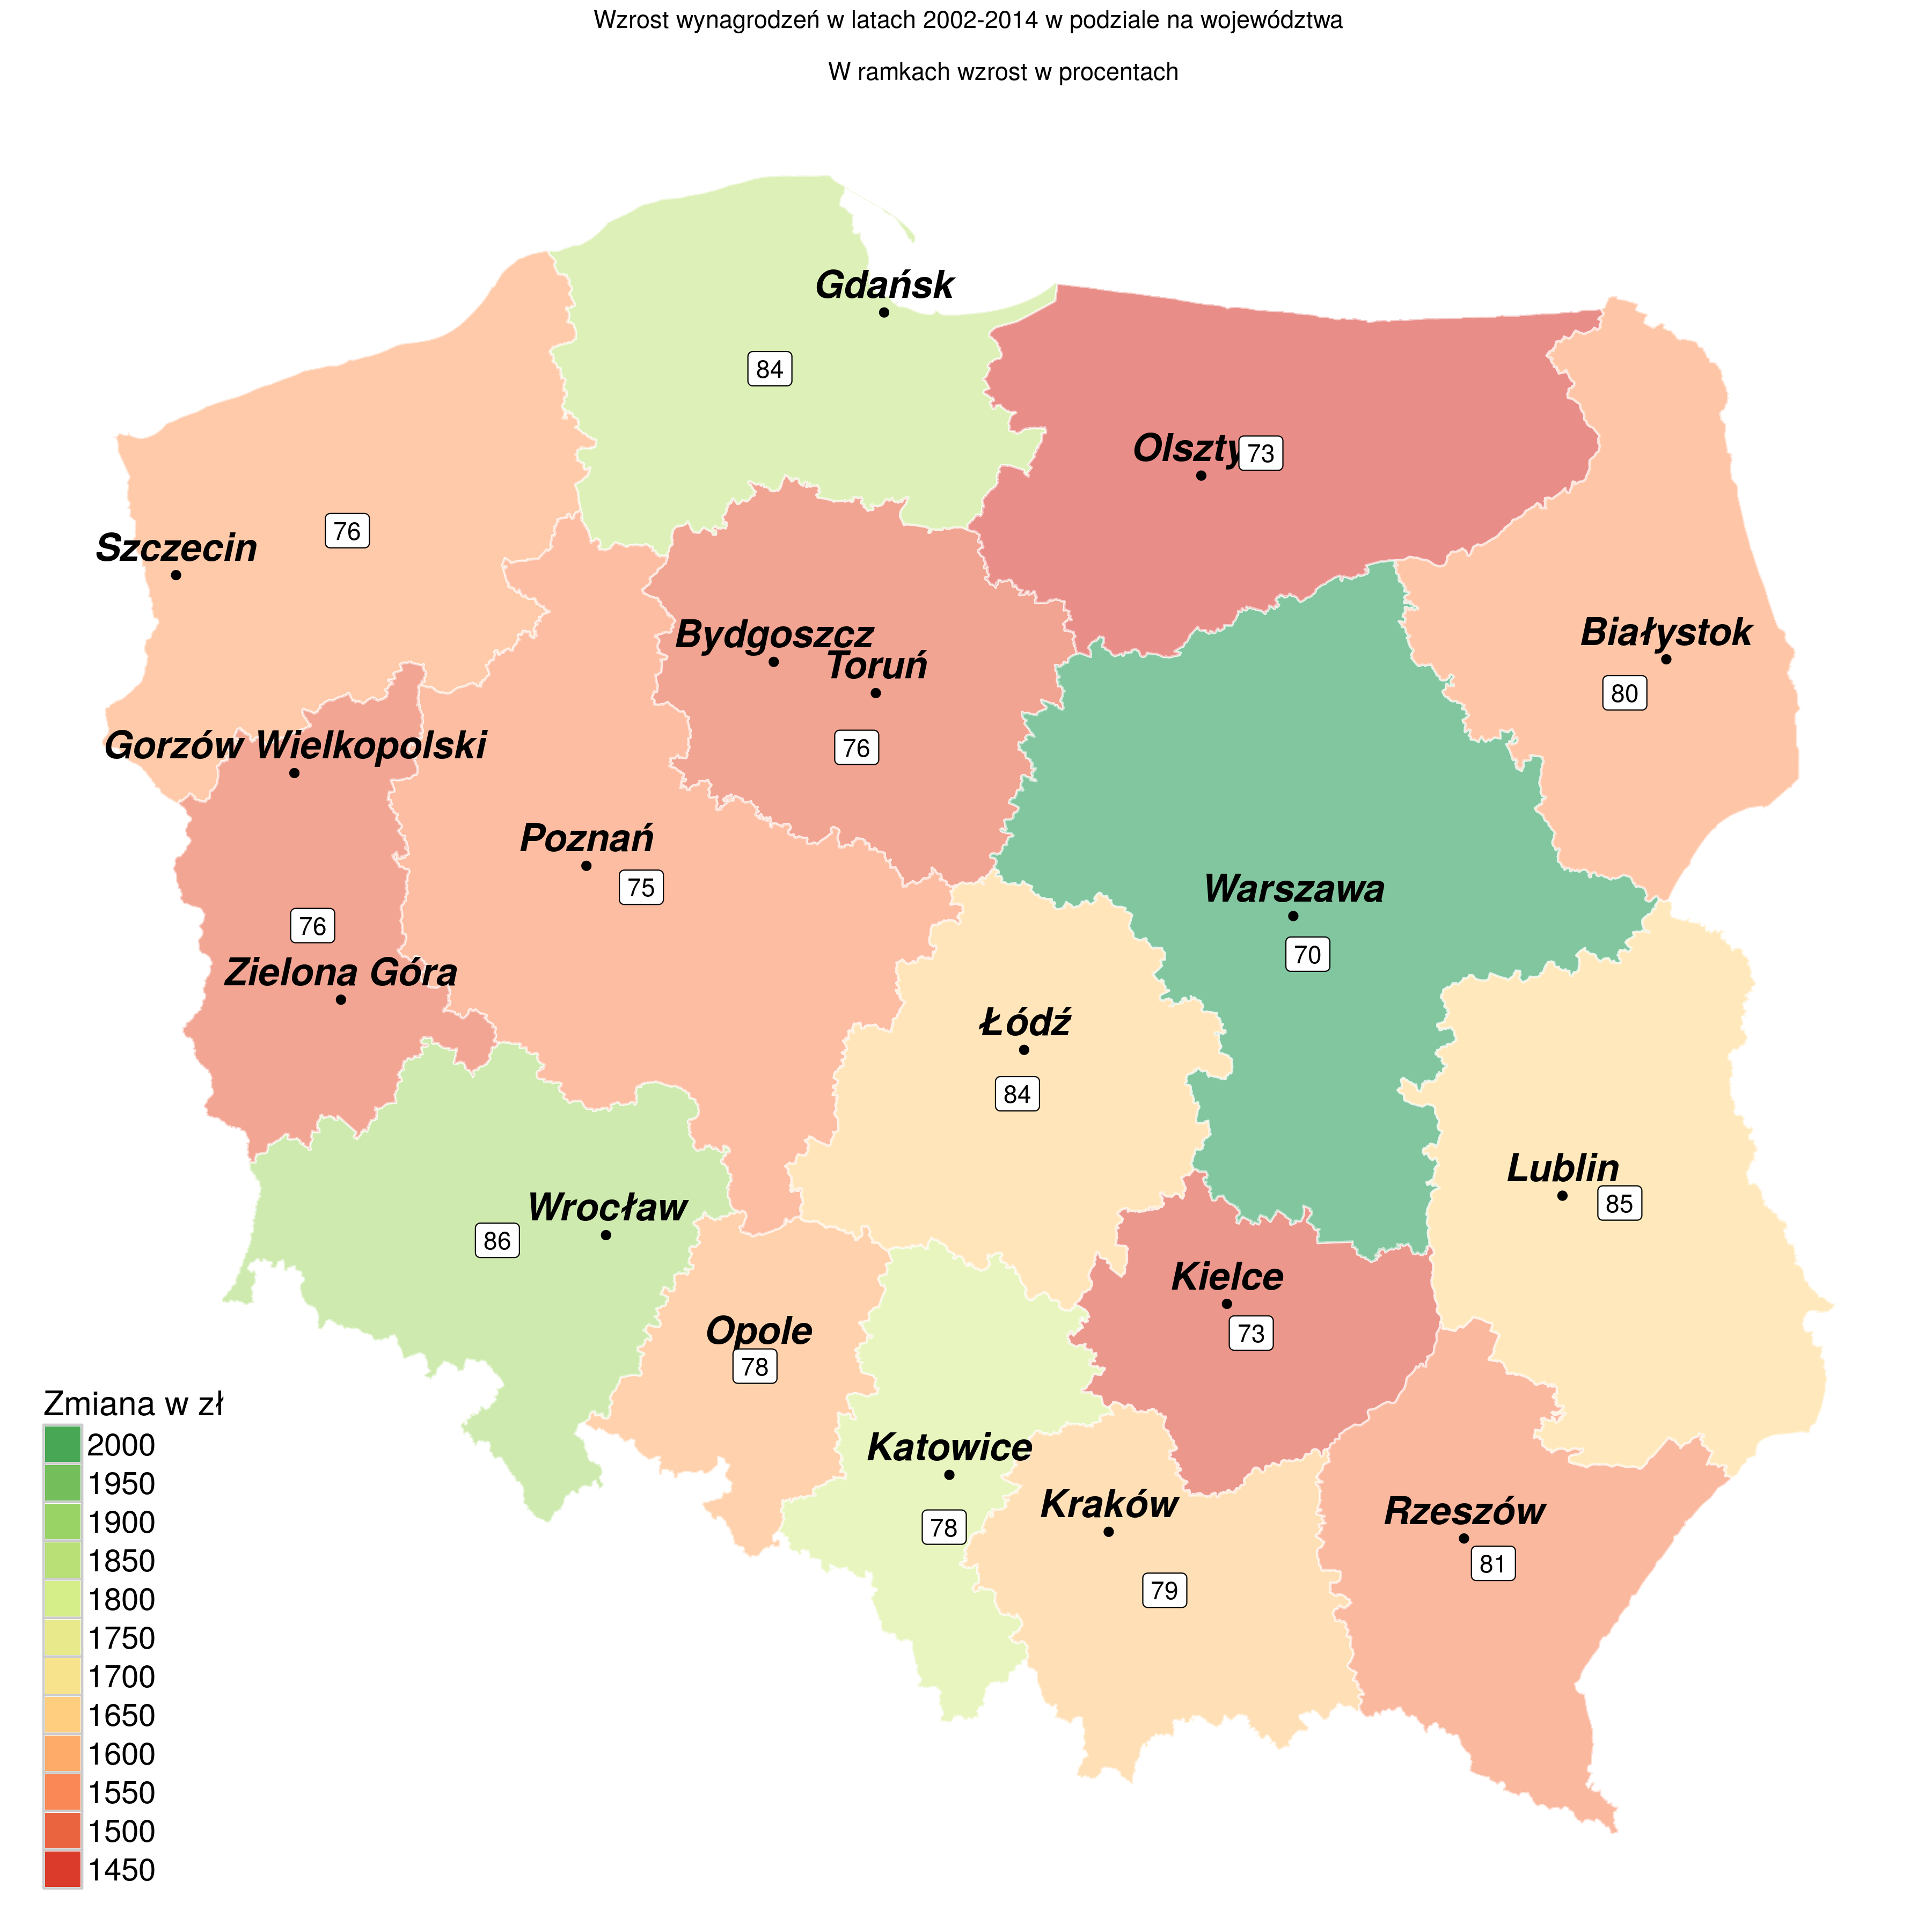 Wzrost wynagrodzeń w latach 2002-2014 w podziale na województwa
W ramkach wzrost w procentach
Gdańsk
84
Olszty
73
76
Szczecin
Bydgoszcz
Białystok
Toruń
80
Gorzów Wielkopolski
76
Poznań
75
Warszawa
76
70
Zielona Góra
Łódź
84
Lublin
85
Wrocław
86
Kielce
73
Opole
78
Katowice
78
Kraków
Rzeszów
81
79
Zmiana w zł
2000
1950
1900
1850
1800
1750
1700
1650
1600
1550
1500
1450